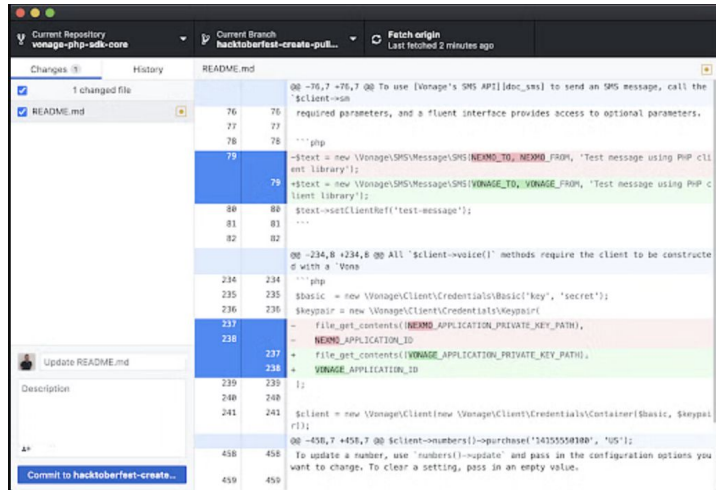 Current Repository
vonage-php-sdk-core
Current Branch
hacktoberfest-create-pull...
Fetch origin
Last fetched 2 minutes ago
Changes 1
History
README.md
1 changed file
README.md
@@ -76,7 +76,7 @@ To use [Vonage's SMS API][doc_sms] to send an SMS message, call the
`$client->sm
76 76 required parameters, and a fluent interface provides access to optional parameters.
77 77
78 78 ```php
79 -$text = new \Vonage\SMS\Message\SMS(NEXMO_TO, NEXMO_FROM, 'Test message using PHP cli
ent library');
79 +$text = new \Vonage\SMS\Message\SMS(VONAGE_TO, VONAGE_FROM, 'Test message using PHP c
lient library');
80 80 $text->setClientRef('test-message');
81 81 ```
82 82
@@ -234,8 +234,8 @@ All `$client->voice()` methods require the client to be constructe
d with a `Vona
234 234 ```php
235 235 $basic = new \Vonage\Client\Credentials\Basic('key', 'secret');
236 236 $keypair = new \Vonage\Client\Credentials\Keypair(
237 - file_get_contents((NEXMO_APPLICATION_PRIVATE_KEY_PATH),
238 - NEXMO_APPLICATION_ID
237 + file_get_contents((VONAGE_APPLICATION_PRIVATE_KEY_PATH),
238 + VONAGE_APPLICATION_ID
239 239 );
240 240
241 241 $client = new \Vonage\Client(new \Vonage\Client\Credentials\Container($basic, $keypai
r));
@@ -458,7 +458,7 @@ $client->numbers()->purchase('14155550100', 'US');
458 458 To update a number, use `numbers()->update` and pass in the configuration options you
want to change. To clear a setting, pass in an empty value.
459 459
Update README.md
Description
Commit to hacktoberfest-create...